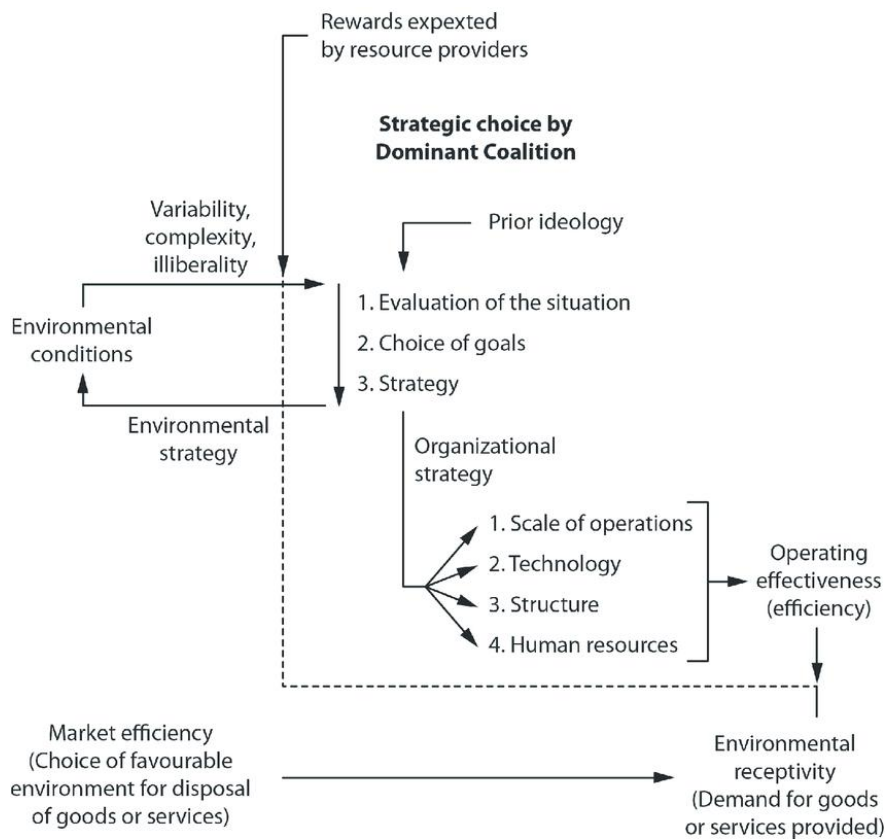 Rewards expexted
by resource providers
Strategic choice by
Dominant Coalition
Variability,
complexity,
illiberality
Prior ideology
1. Evaluation of the situation
2. Choice of goals
3. Strategy
Environmental
conditions
Environmental
strategy
Organizational
strategy
1. Scale of operations
2. Technology
3. Structure
4. Human resources
Operating
effectiveness
(efficiency)
Market efficiency
(Choice of favourable
environment for disposal
of goods or services)
Environmental
receptivity
(Demand for goods
or services provided)